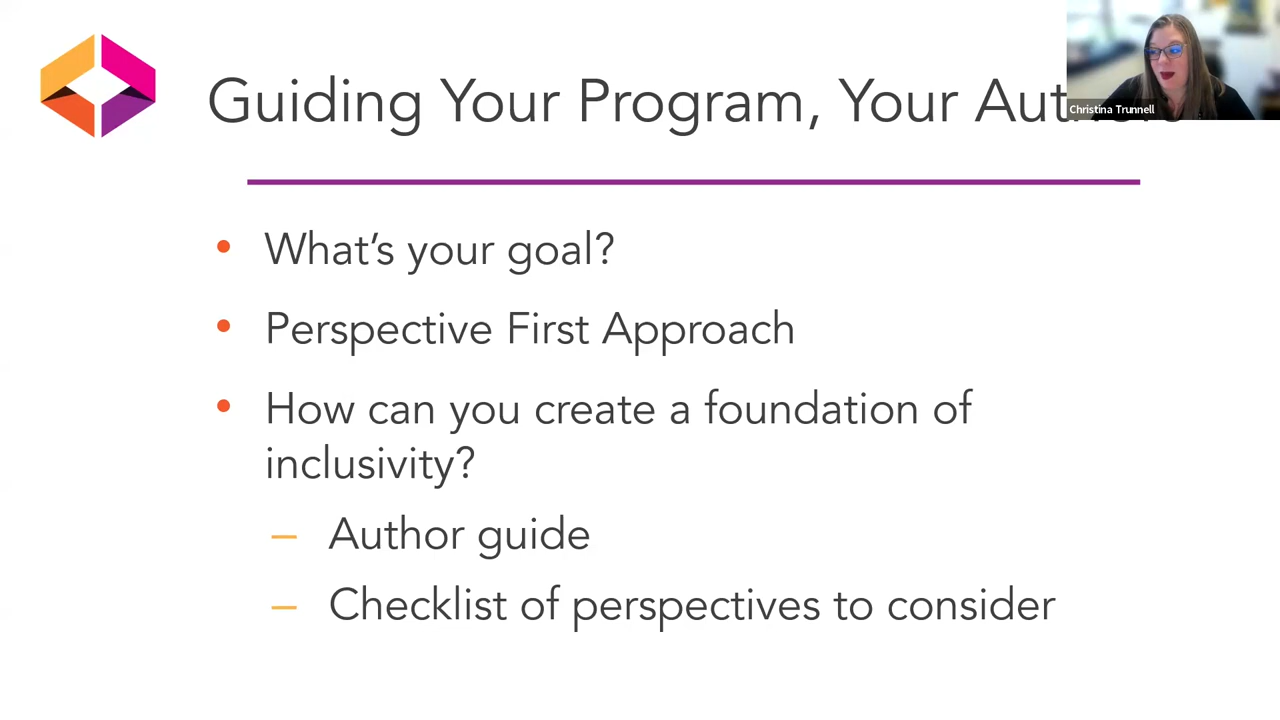 Guiding Your Program, Your
Christina Trunnell
• What's your goal?
• Perspective First Approach
• How can you create a foundation of
inclusivity?
– Author guide
– Checklist of perspectives to consider